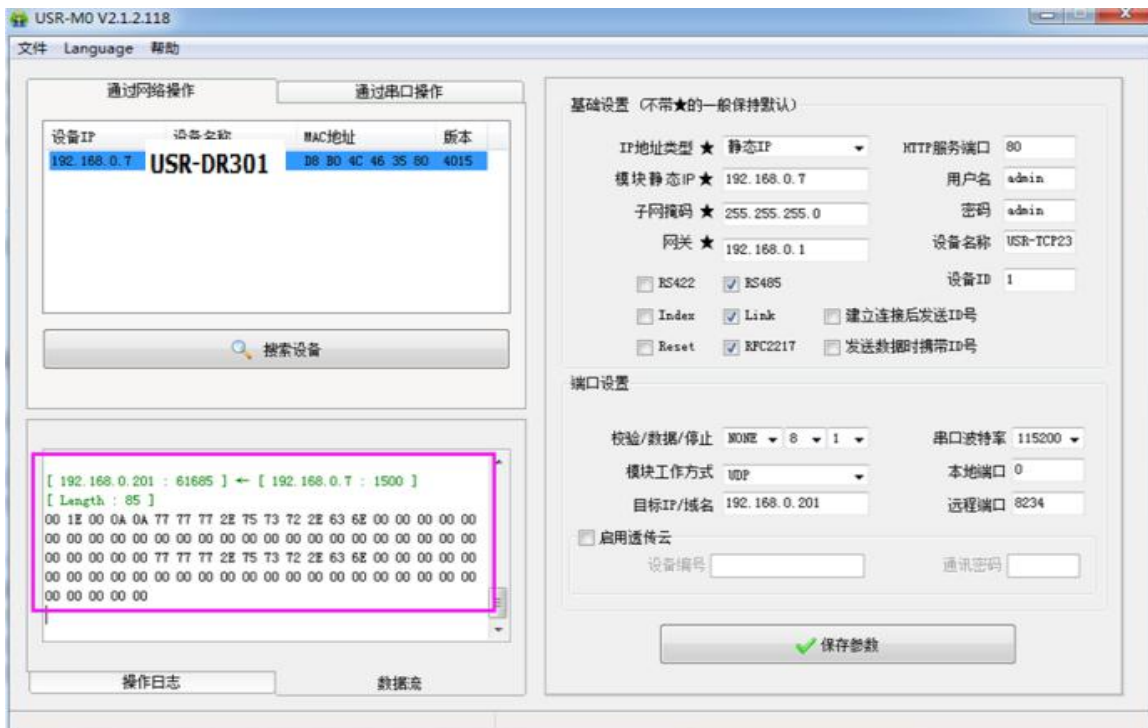 USR-M0 V2.1.2.118
文件 Language 帮助
通过网络操作 通过串口操作
设备IP 设备名称 MAC地址 版本
192.168.0.7 USR-DR301 D8 B0 4C 46 35 80 4015
搜索设备
[ 192.168.0.201 : 61685 ] ← [ 192.168.0.7 : 1500 ]
[ Length : 85 ]
00 1E 00 0A 0A 77 77 77 2E 75 73 72 2E 63 6E 00 00 00 00 00
00 00 00 00 00 00 00 00 00 00 00 00 00 00 00 00 00 00 00 00
00 00 00 00 00 77 77 77 2E 75 73 72 2E 63 6E 00 00 00 00 00
00 00 00 00 00 00 00 00 00 00 00 00 00 00 00 00 00 00 00 00
00 00 00 00 00
操作日志 数据流
基础设置 (不带★的一般保持默认)
IP地址类型 ★ 静态IP HTTP服务端口 80
模块静态IP★ 192.168.0.7 用户名 admin
子网掩码 ★ 255.255.255.0 密码 admin
网关 ★ 192.168.0.1 设备名称 USR-TCP23
RS422 RS485 设备ID 1
Index Link 建立连接后发送ID号
Reset RFC2217 发送数据时携带ID号
端口设置
校验/数据/停止 NONE 8 1 串口波特率 115200
模块工作方式 UDP 本地端口 0
目标IP/域名 192.168.0.201 远程端口 8234
启用透传云
设备编号 通讯密码
保存参数